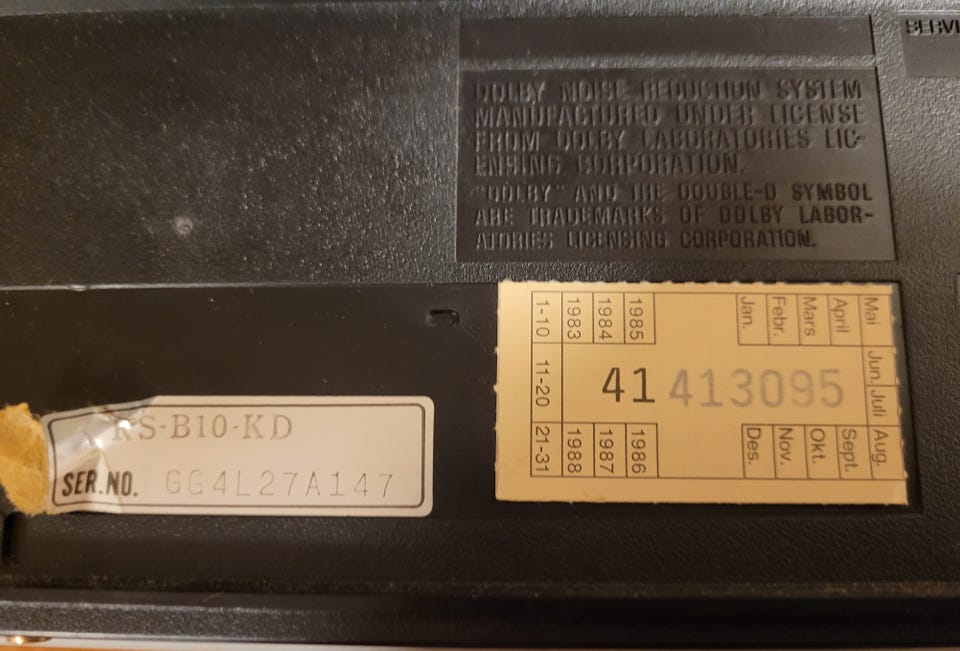 SERVI
DOLBY NOISE REDUCTION SYSTEM
MANUFACTURED UNDER LICENSE
FROM DOLBY LABORATORIES LIC-
ENSING CORPORATION.
"DOLBY" AND THE DOUBLE-D SYMBOL
ARE TRADEMARKS OF DOLBY LABOR-
ATORIES LICENSING CORPORATION.
1-10
1983
1984
1985
Jan.
Febr.
Mars
April
Mai
11-20
41 413095
Jun.
Juli
21-31
1988
1987
1986
Des.
Nov.
Okt.
Sept.
Aug.
RS-B10-KD
SER.NO. GG4L27A147